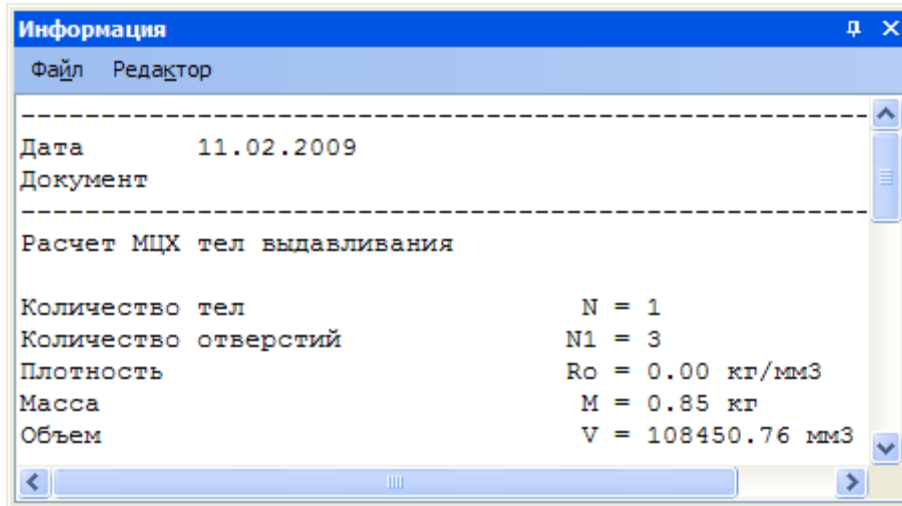 Информация
Файл Редактор
-----------------------------------------------------
Дата 11.02.2009
Документ
-----------------------------------------------------
Расчет МЦХ тел выдавливания
Количество тел N = 1
Количество отверстий N1 = 3
Плотность Ro = 0.00 кг/мм3
Масса M = 0.85 кг
Объем V = 108450.76 мм3